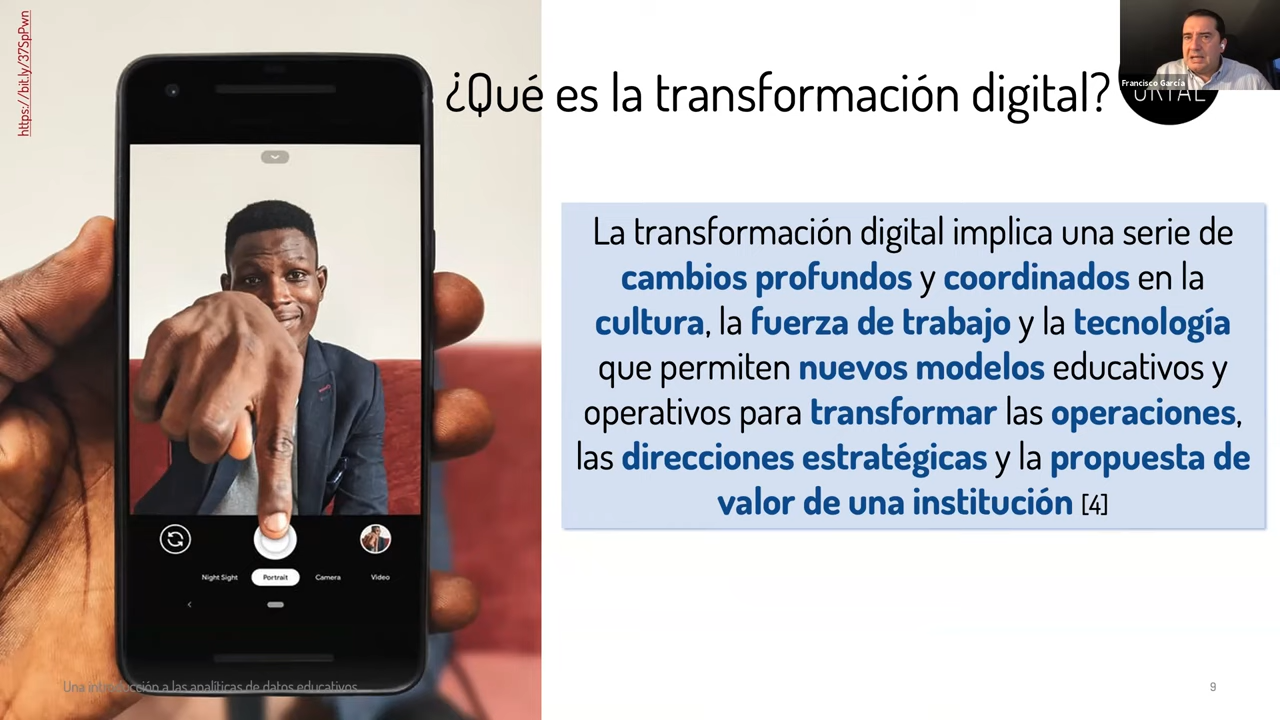 https://bit.ly/37SpPwn
¿Qué es la transformación digital?
Francisco García
La transformación digital implica una serie de
cambios profundos y coordinados en la
cultura, la fuerza de trabajo y la tecnología
que permiten nuevos modelos educativos y
operativos para transformar las operaciones,
las direcciones estratégicas y la propuesta de
valor de una institución [4]
Night Sight
Portrait
Camera
Video
Una introducción a las analíticas de datos educativos
9